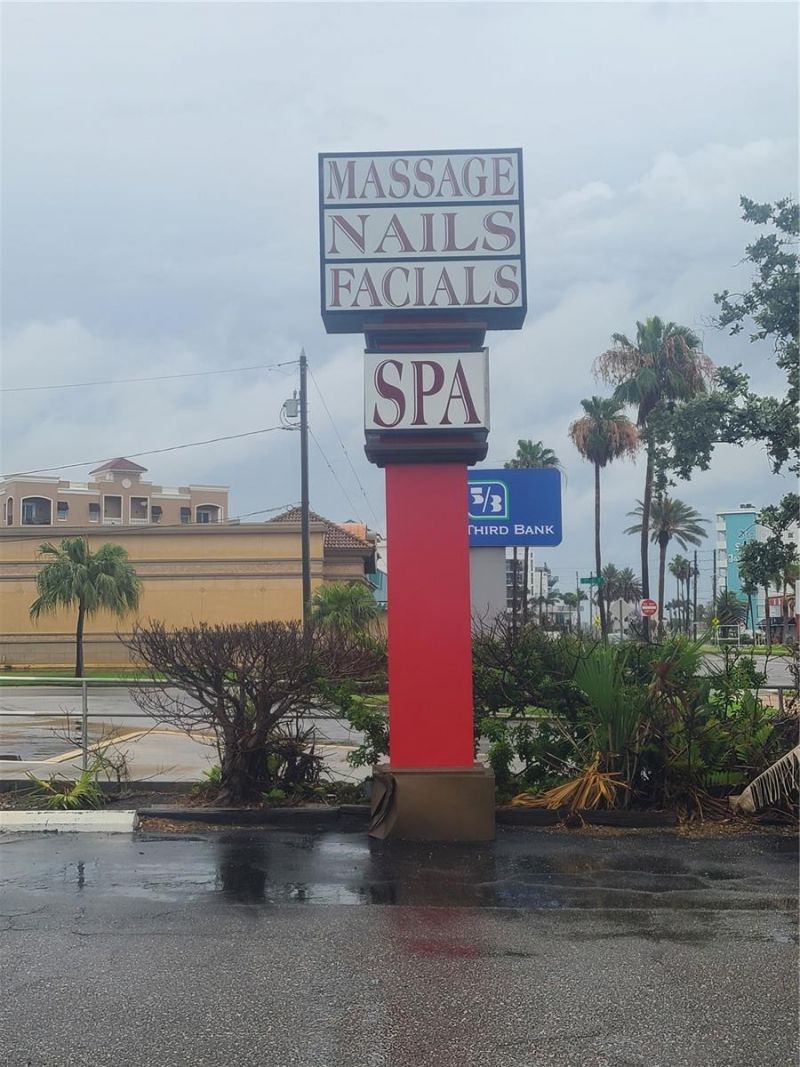 MASSAGE
NAILS
FACIALS
SPA
5/3
THIRD BANK